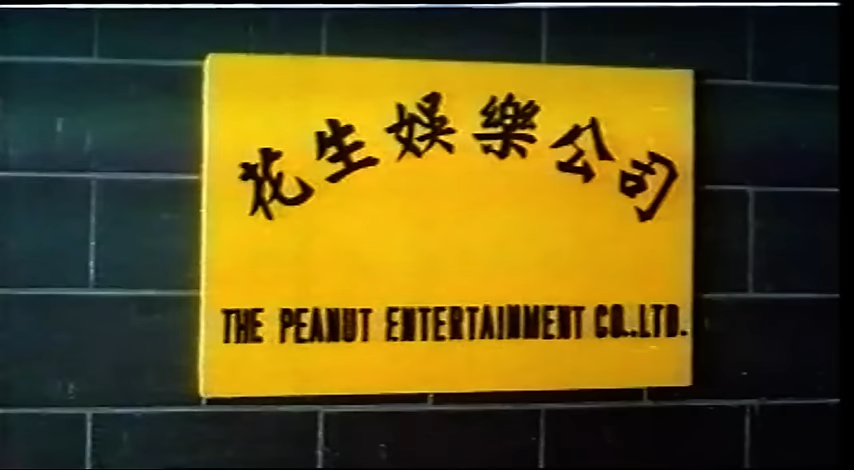 花生娛樂公司
THE PEANUT ENTERTAINMENT CO.,LTD.